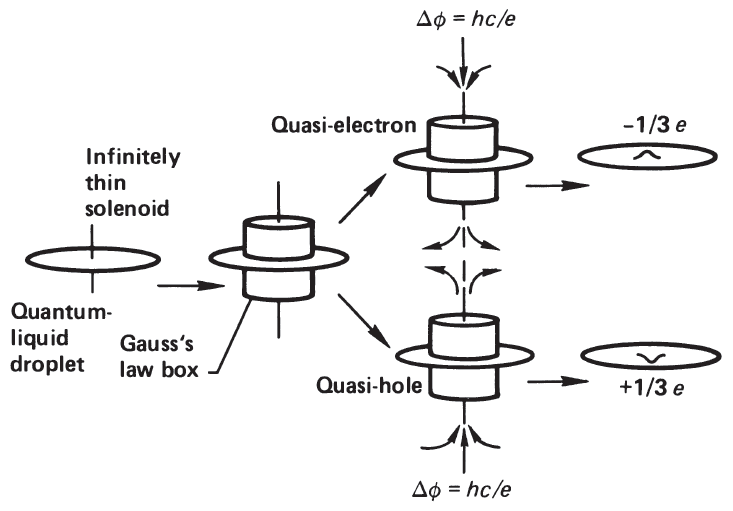 Δϕ = hc/e
Quasi-electron
−1/3 e
Infinitely
thin
solenoid
Quantum-
liquid
droplet
Gauss's
law box
Quasi-hole
+1/3 e
Δϕ = hc/e